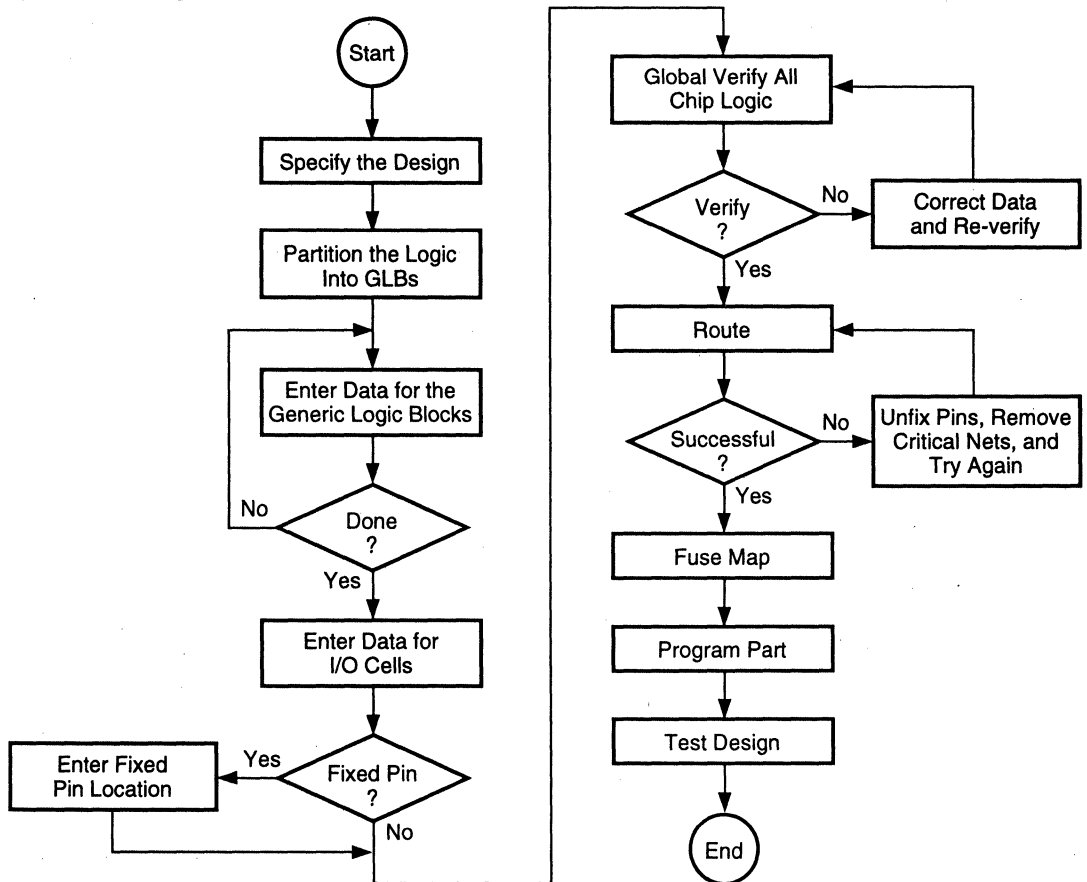 Start
Specify the Design
Partition the Logic
Into GLBs
Enter Data for the
Generic Logic Blocks
No
Done
?
Yes
Enter Data for
I/O Cells
Enter Fixed
Pin Location
Yes
Fixed Pin
?
No
Global Verify All
Chip Logic
Verify
?
No
Correct Data
and Re-verify
Yes
Route
Successful
?
No
Unfix Pins, Remove
Critical Nets, and
Try Again
Yes
Fuse Map
Program Part
Test Design
End